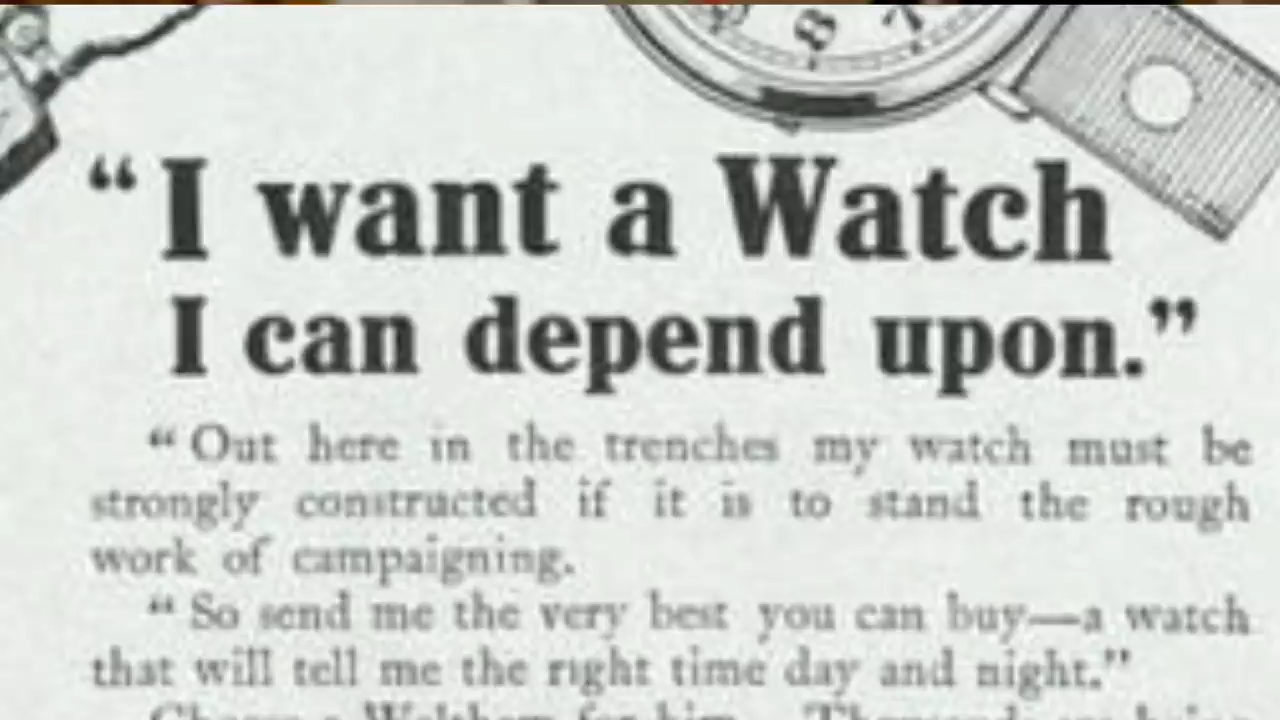 8 7
“I want a Watch
I can depend upon.”
“Out here in the trenches my watch must be
strongly constructed if it is to stand the rough
work of campaigning.
“So send me the very best you can buy—a watch
that will tell me the right time day and night.”